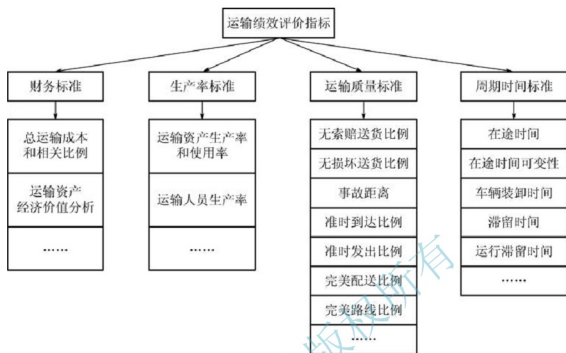 运输绩效评价指标
财务标准
生产率标准
运输质量标准
周期时间标准
总运输成本
和相关比例
运输资产
经济价值分析
……
运输资产生产率
和使用率
运输人员生产率
……
无索赔送货比例
无损坏送货比例
事故距离
准时到达比例
准时发出比例
完美配送比例
完美路线比例
……
在途时间
在途时间可变性
车辆装卸时间
滞留时间
运行滞留时间
……
版权所有